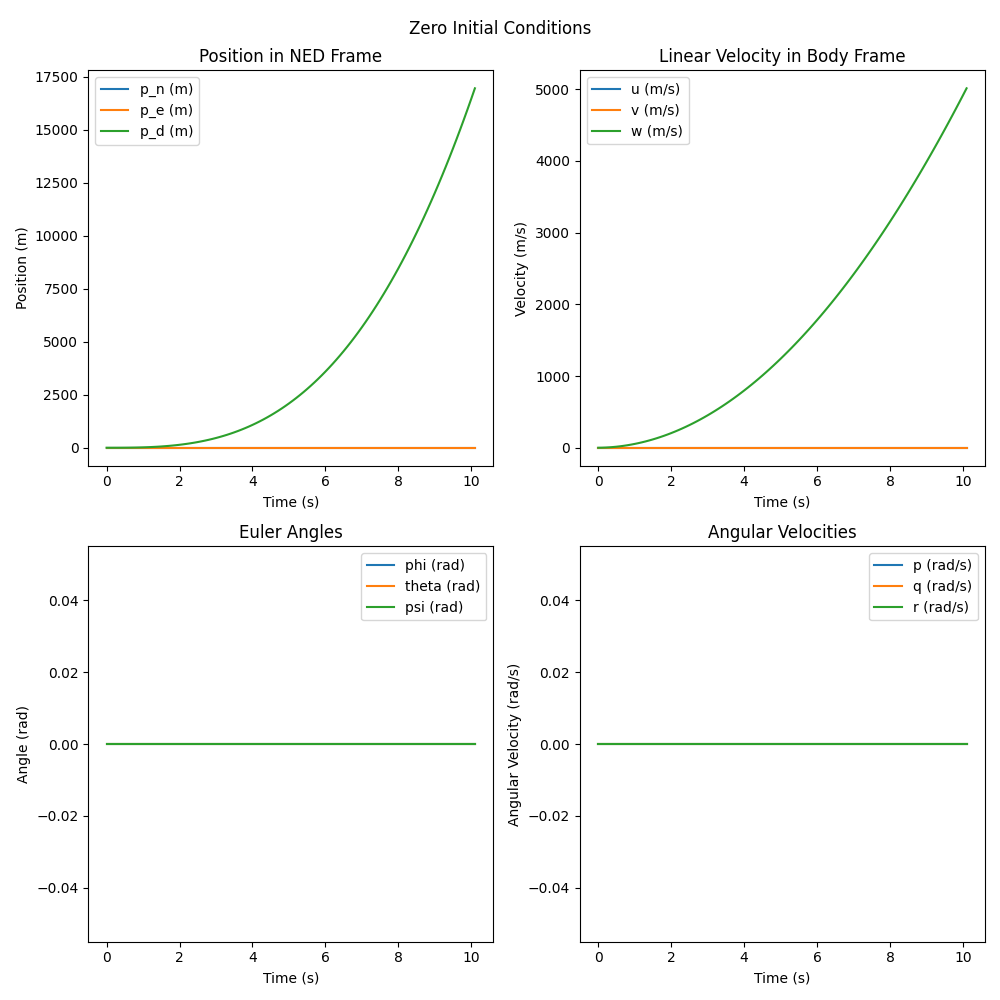 Zero Initial Conditions
Position in NED Frame
17500
15000
12500
10000
7500
5000
2500
0
Position (m)
p_n (m)
p_e (m)
p_d (m)
0 2 4 6 8 10
Time (s)
Linear Velocity in Body Frame
5000
4000
3000
2000
1000
0
Velocity (m/s)
u (m/s)
v (m/s)
w (m/s)
0 2 4 6 8 10
Time (s)
Euler Angles
0.04
0.02
0.00
−0.02
−0.04
Angle (rad)
phi (rad)
theta (rad)
psi (rad)
0 2 4 6 8 10
Time (s)
Angular Velocities
0.04
0.02
0.00
−0.02
−0.04
Angular Velocity (rad/s)
p (rad/s)
q (rad/s)
r (rad/s)
0 2 4 6 8 10
Time (s)